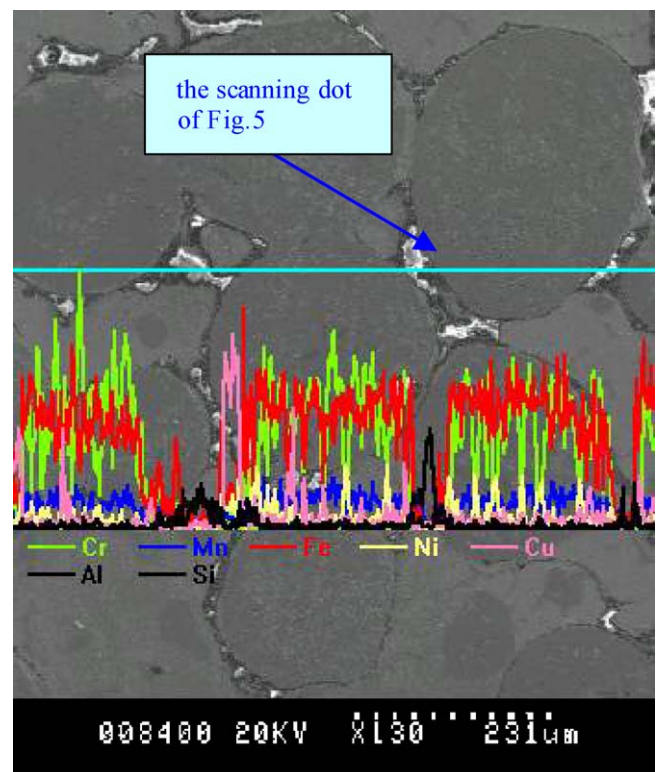 the scanning dot
of Fig.5
Cr Mn Fe Ni Cu
Al Si
008400 20KV X130 231um